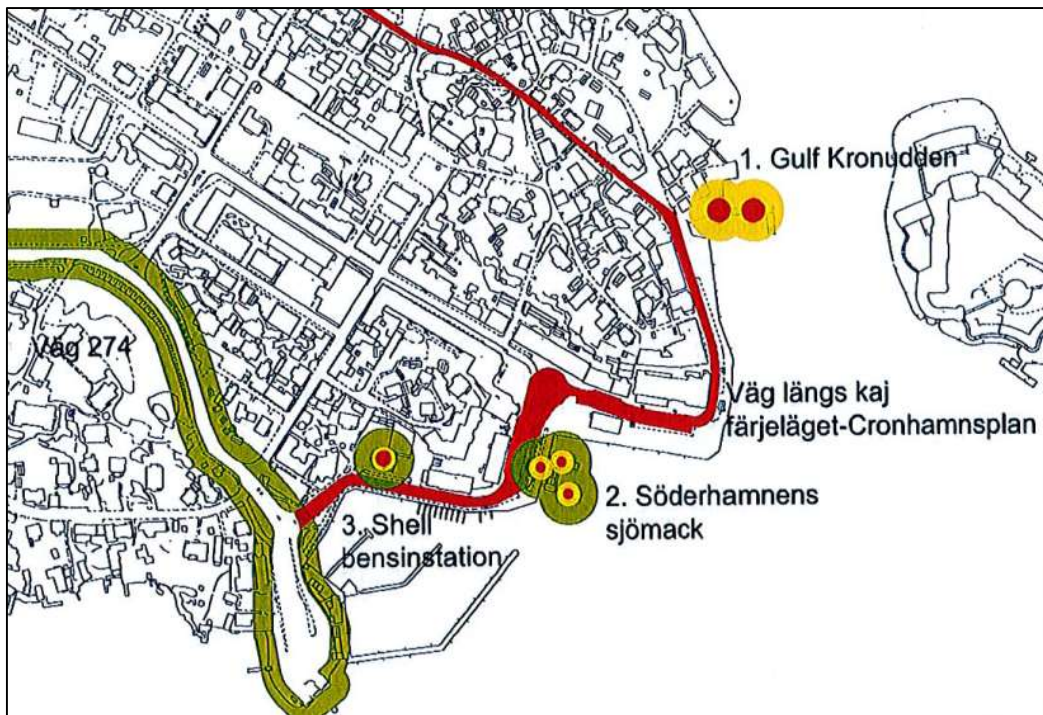 1. Gulf Kronudden
Väg 274
Väg längs kaj
färjeläget-Cronhamnsplan
2. Söderhamnens
sjömack
3. Shell
bensinstation